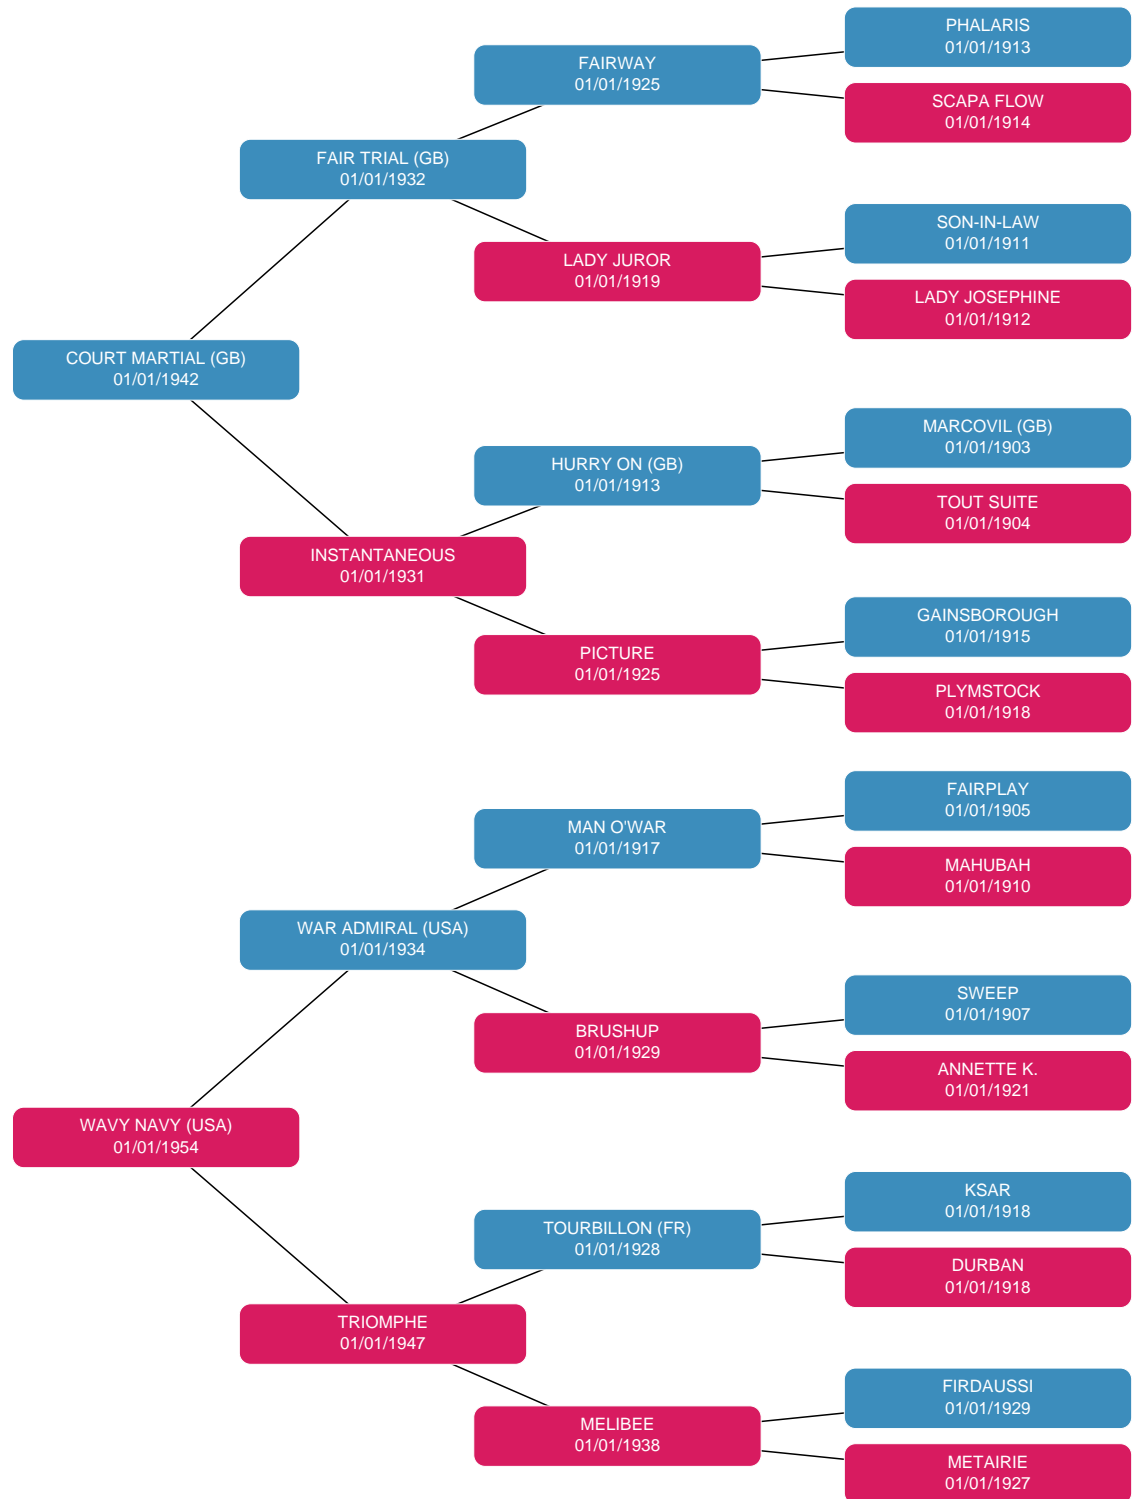 PHALARIS
01/01/1913
FAIRWAY
01/01/1925
SCAPA FLOW
01/01/1914
FAIR TRIAL (GB)
01/01/1932
SON-IN-LAW
01/01/1911
LADY JUROR
01/01/1919
LADY JOSEPHINE
01/01/1912
COURT MARTIAL (GB)
01/01/1942
MARCOVIL (GB)
01/01/1903
HURRY ON (GB)
01/01/1913
TOUT SUITE
01/01/1904
INSTANTANEOUS
01/01/1931
GAINSBOROUGH
01/01/1915
PICTURE
01/01/1925
PLYMSTOCK
01/01/1918
FAIRPLAY
01/01/1905
MAN O'WAR
01/01/1917
MAHUBAH
01/01/1910
WAR ADMIRAL (USA)
01/01/1934
SWEEP
01/01/1907
BRUSHUP
01/01/1929
ANNETTE K.
01/01/1921
WAVY NAVY (USA)
01/01/1954
KSAR
01/01/1918
TOURBILLON (FR)
01/01/1928
DURBAN
01/01/1918
TRIOMPHE
01/01/1947
FIRDAUSSI
01/01/1929
MELIBEE
01/01/1938
METAIRIE
01/01/1927